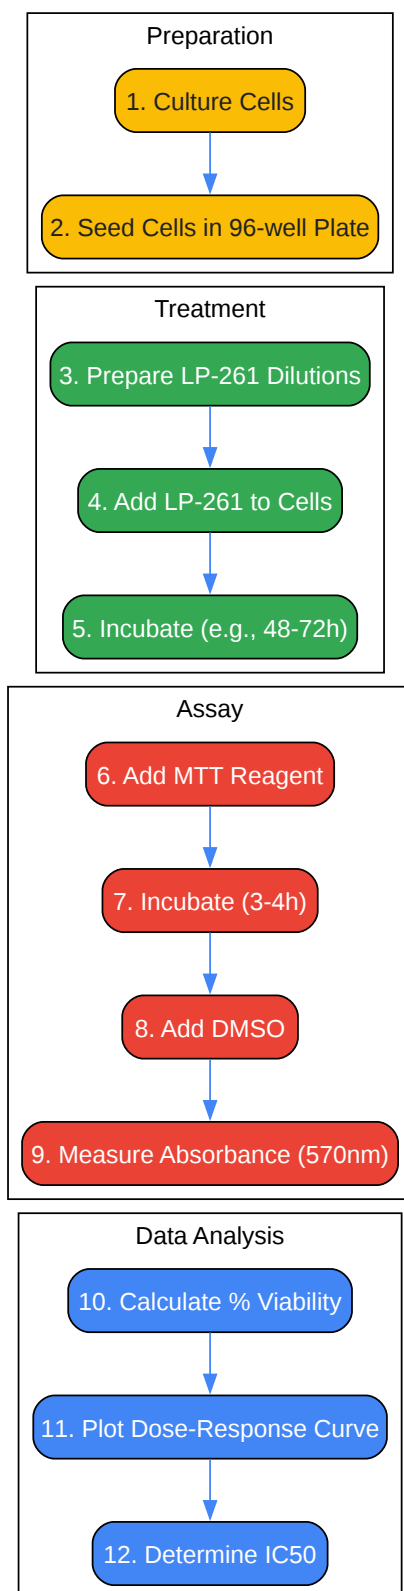 Preparation
1. Culture Cells
2. Seed Cells in 96-well Plate
Treatment
3. Prepare LP-261 Dilutions
4. Add LP-261 to Cells
5. Incubate (e.g., 48-72h)
Assay
6. Add MTT Reagent
7. Incubate (3-4h)
8. Add DMSO
9. Measure Absorbance (570nm)
Data Analysis
10. Calculate % Viability
11. Plot Dose-Response Curve
12. Determine IC50